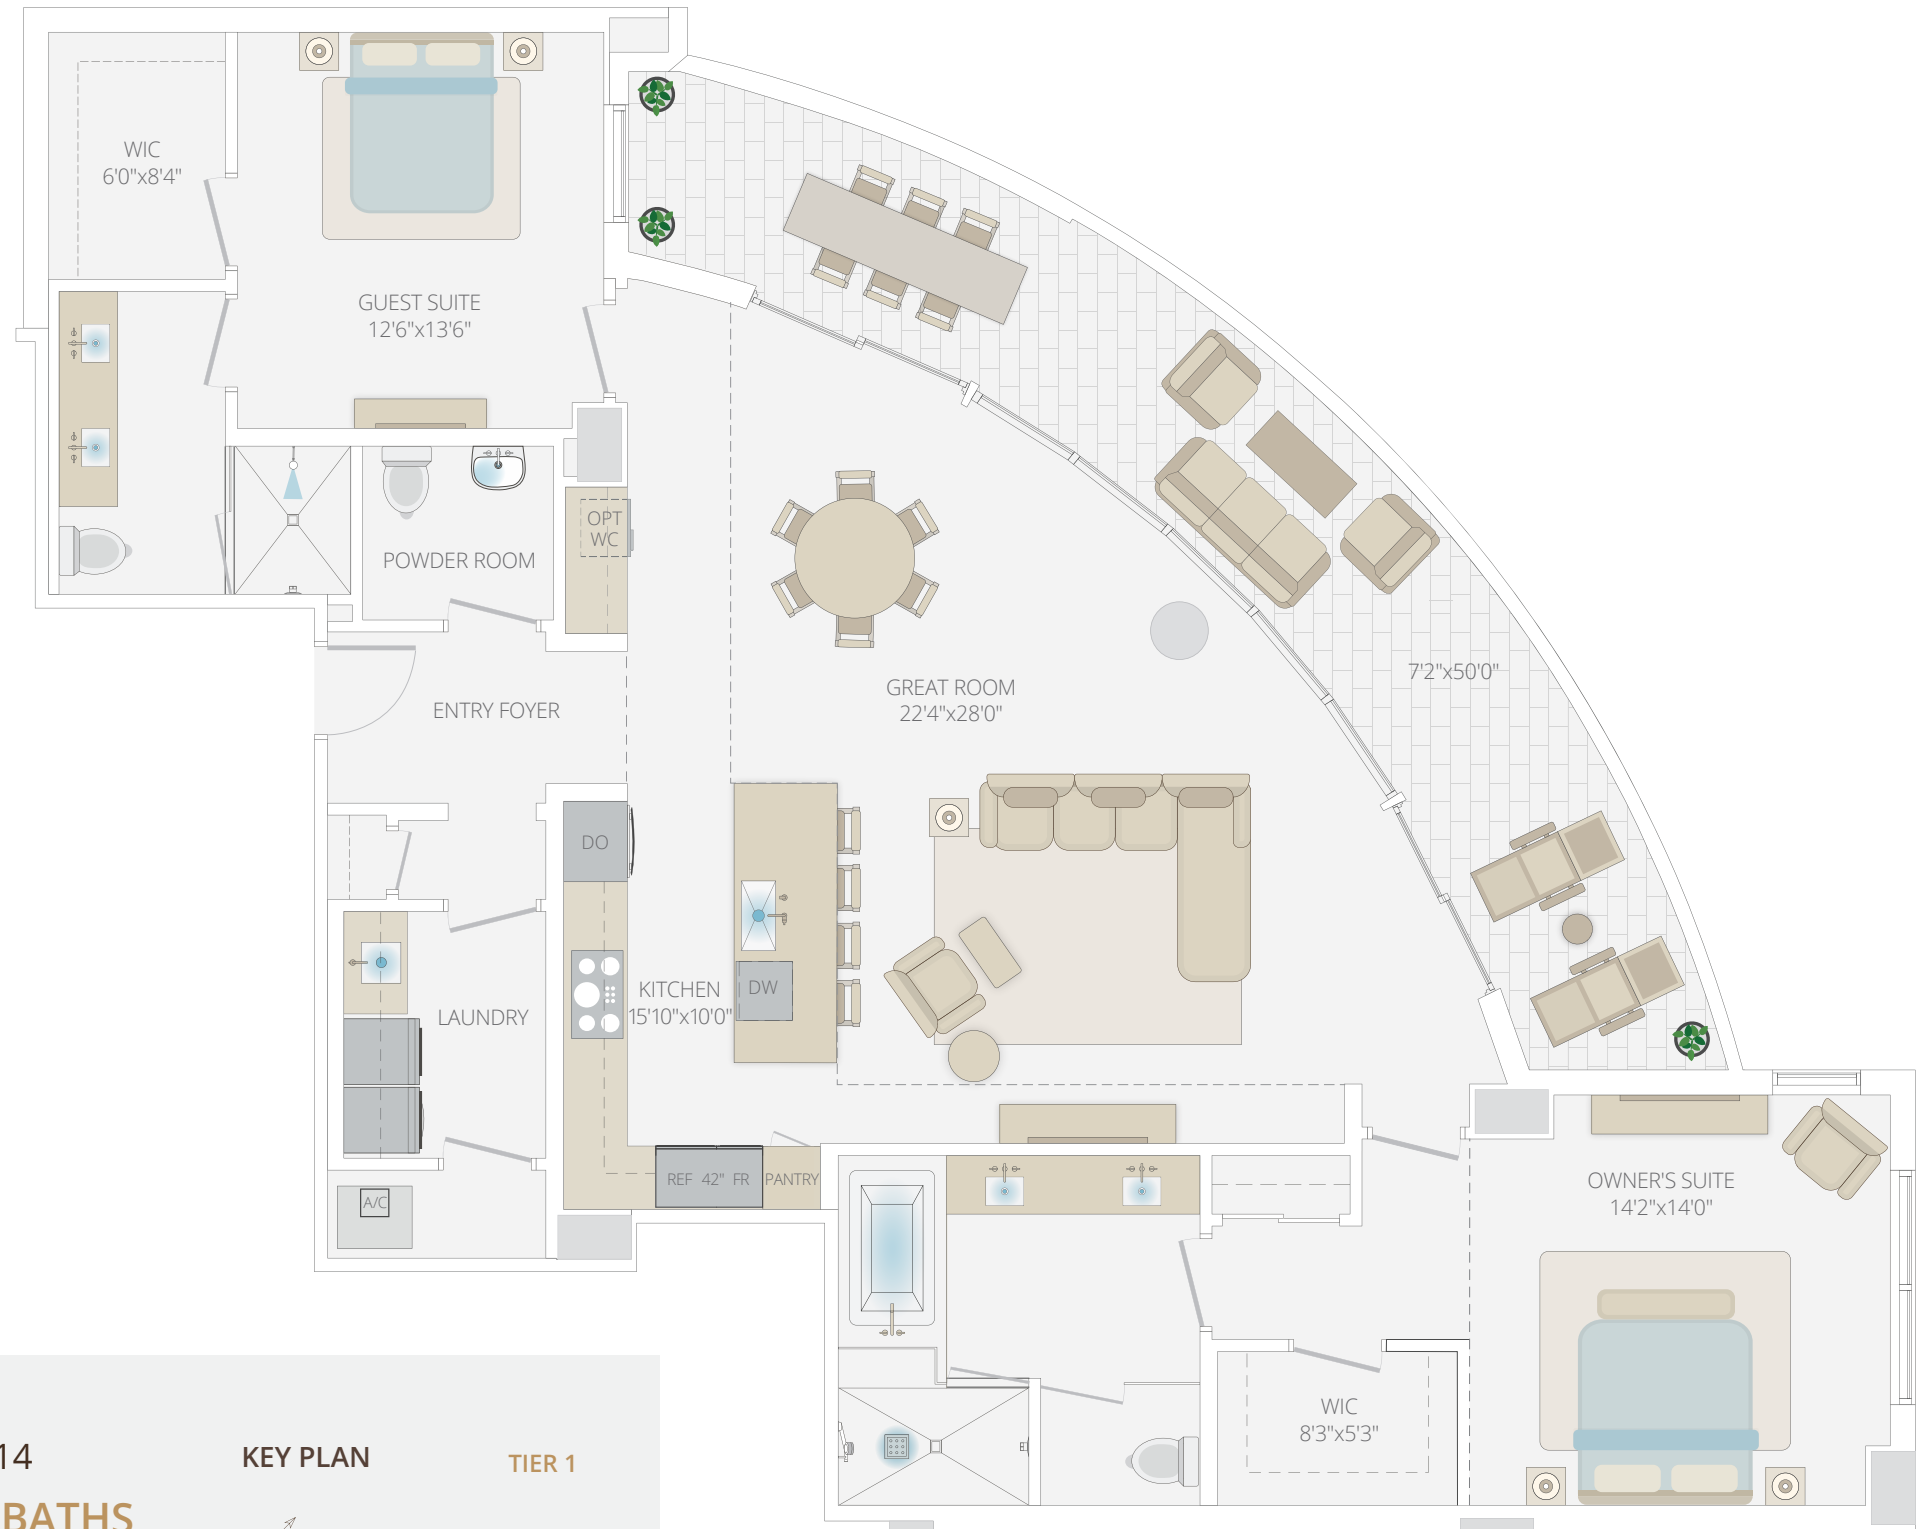 WIC
6'0"x8'4"
GUEST SUITE
12'6"x13'6"
OPT
WC
POWDER ROOM
ENTRY FOYER
GREAT ROOM
22'4"x28'0"
7'2"x50'0"
DO
KITCHEN
15'10"x10'0"
DW
LAUNDRY
REF 42" FR
PANTRY
A/C
OWNER'S SUITE
14'2"x14'0"
WIC
8'3"x5'3"
14
KEY PLAN
TIER 1
BATHS